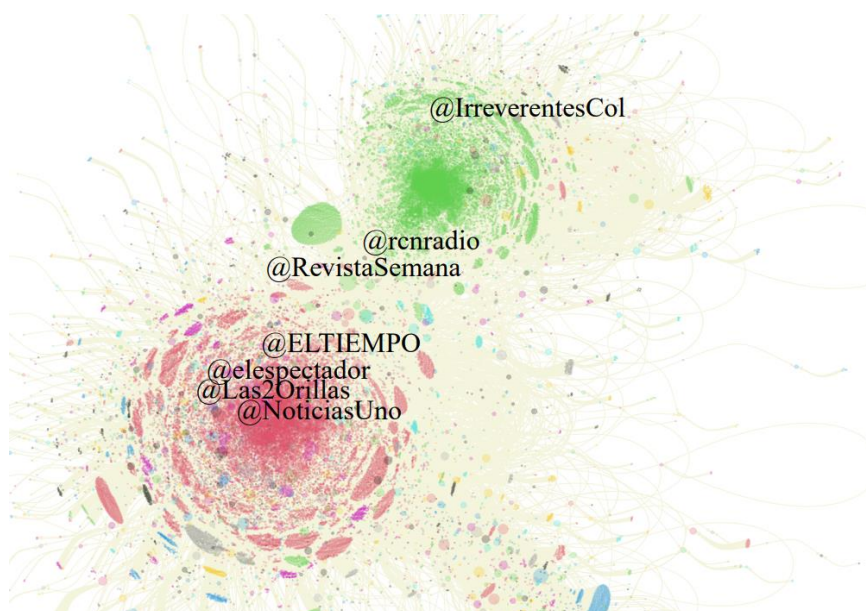 @IrreverentesCol
@rcnradio
@RevistaSemana
@ELTIEMPO
@elespectador
@Las2Orillas
@NoticiasUno